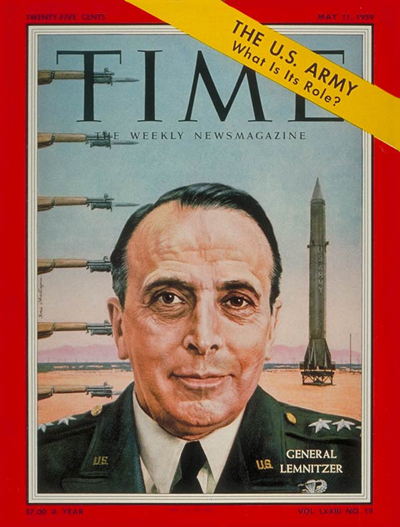 TWENTY-FIVE CENTS
MAY 11, 1959
TIME
THE WEEKLY NEWSMAGAZINE
THE U.S. ARMY
What Is Its Role?
U.S.
U.S.
GENERAL
LEMNITZER
$7.00 A YEAR
VOL. LXXIII NO. 19